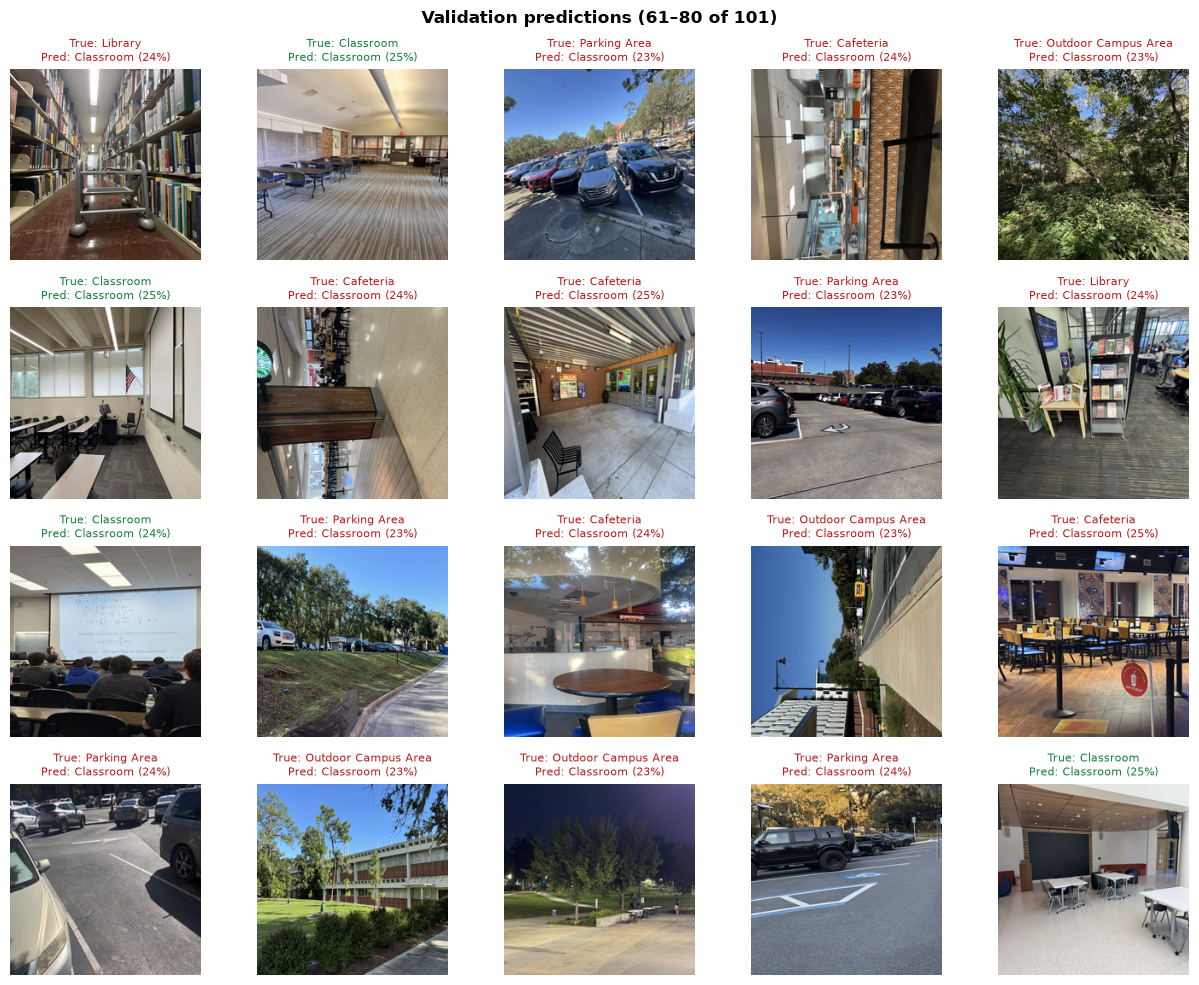 Validation predictions (61–80 of 101)
True: Library
Pred: Classroom (24%)
True: Classroom
Pred: Classroom (25%)
True: Parking Area
Pred: Classroom (23%)
True: Cafeteria
Pred: Classroom (24%)
True: Outdoor Campus Area
Pred: Classroom (23%)
True: Classroom
Pred: Classroom (25%)
True: Cafeteria
Pred: Classroom (24%)
True: Cafeteria
Pred: Classroom (25%)
True: Parking Area
Pred: Classroom (23%)
True: Library
Pred: Classroom (24%)
True: Classroom
Pred: Classroom (24%)
True: Parking Area
Pred: Classroom (23%)
True: Cafeteria
Pred: Classroom (24%)
True: Outdoor Campus Area
Pred: Classroom (23%)
True: Cafeteria
Pred: Classroom (25%)
True: Parking Area
Pred: Classroom (24%)
True: Outdoor Campus Area
Pred: Classroom (23%)
True: Outdoor Campus Area
Pred: Classroom (23%)
True: Parking Area
Pred: Classroom (24%)
True: Classroom
Pred: Classroom (25%)